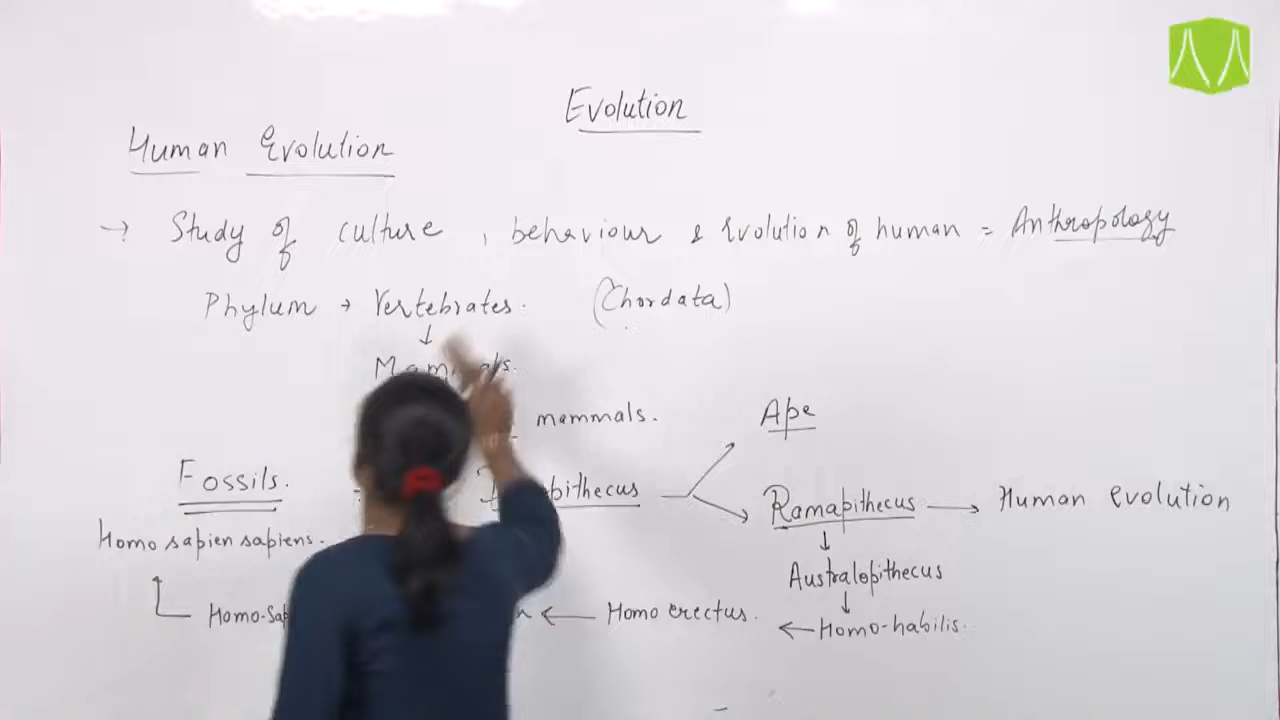 Evolution
Human Evolution
→ Study of culture, behaviour & Evolution of human = Anthropology
Phylum → Vertebrates. (Chordata)
↓
mammals.
Ape
Fossils. → Ramapithecus → Human evolution
Homo sapien sapiens. ↓
Australopithecus
↓
← Homo erectus. ← Homo-habilis.